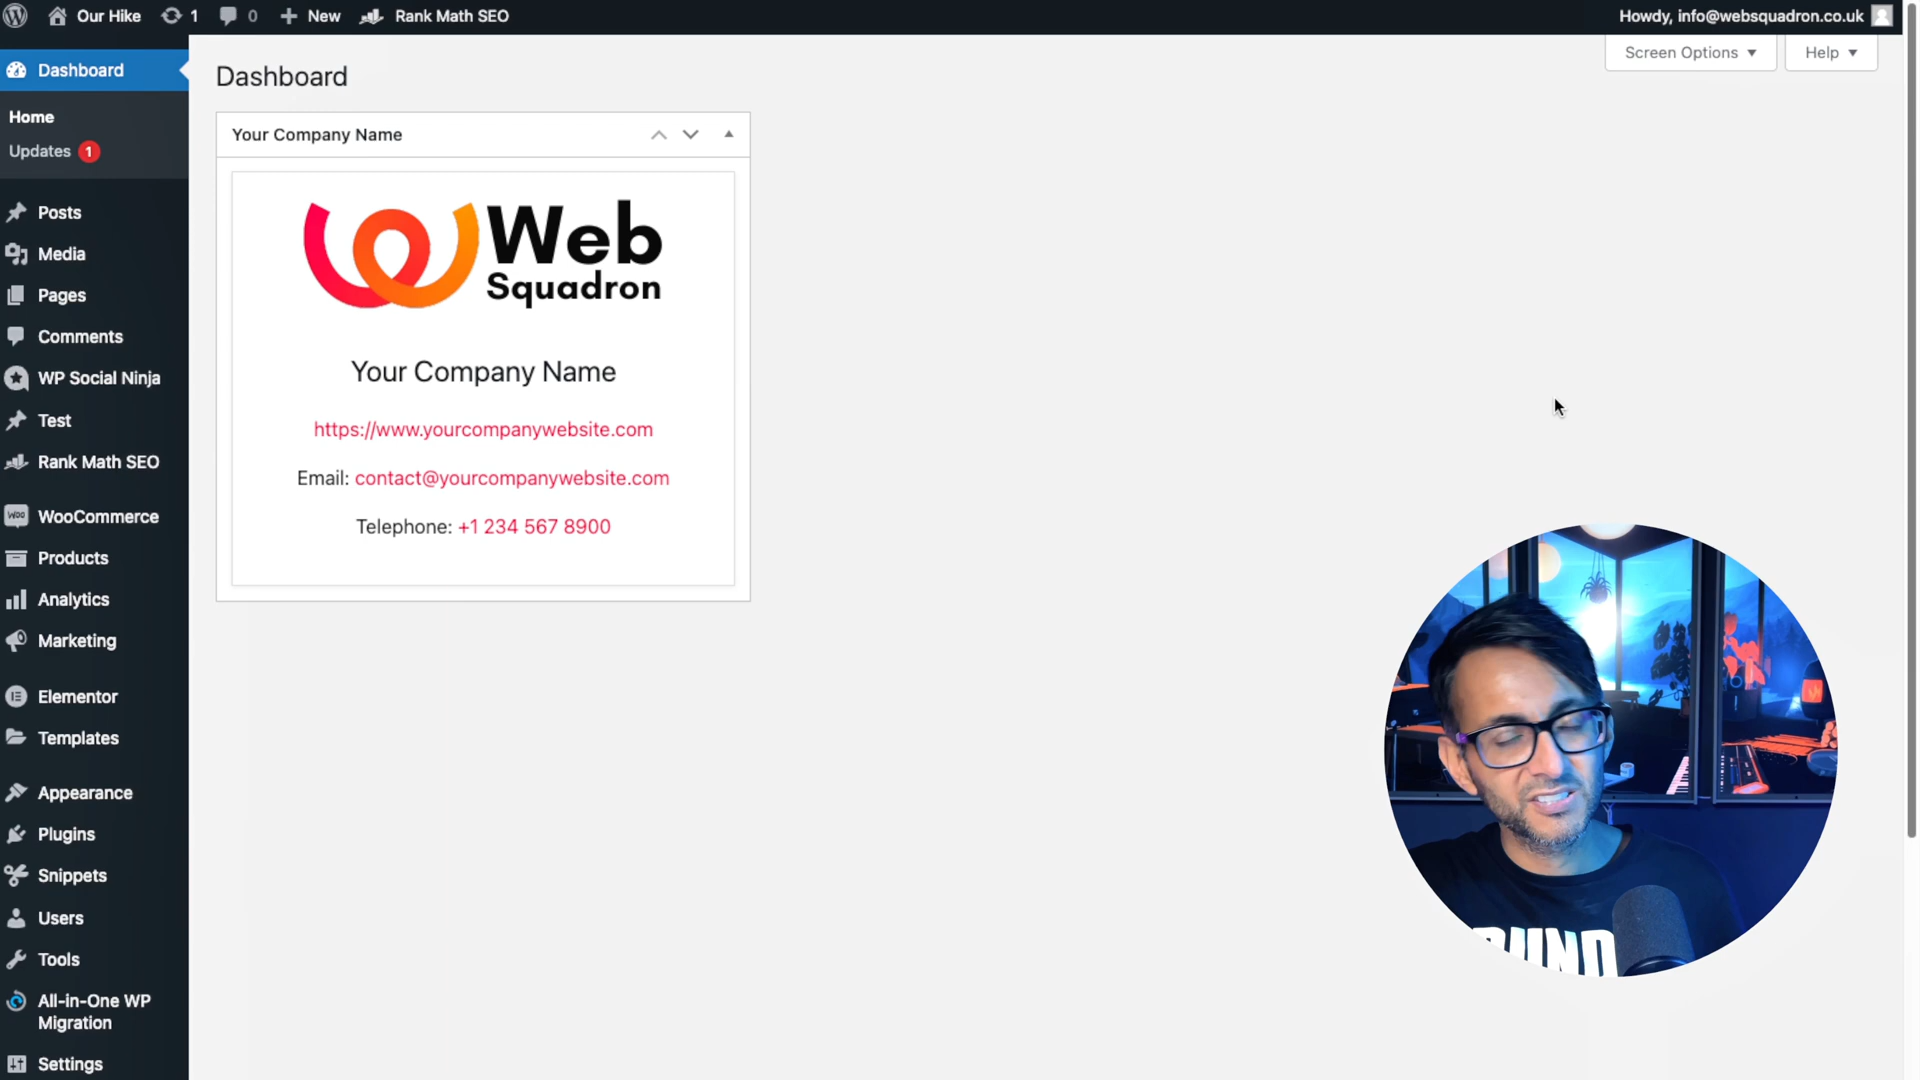 Our Hike
1
0
New
Rank Math SEO
Howdy, info@websquadron.co.uk
Screen Options
Help
Dashboard
Home
Updates 1
Posts
Media
Pages
Comments
WP Social Ninja
Test
Rank Math SEO
WooCommerce
Products
Analytics
Marketing
Elementor
Templates
Appearance
Plugins
Snippets
Users
Tools
All-in-One WP
Migration
Settings
Dashboard
Your Company Name
Web
Squadron
Your Company Name
https://www.yourcompanywebsite.com
Email: contact@yourcompanywebsite.com
Telephone: +1 234 567 8900